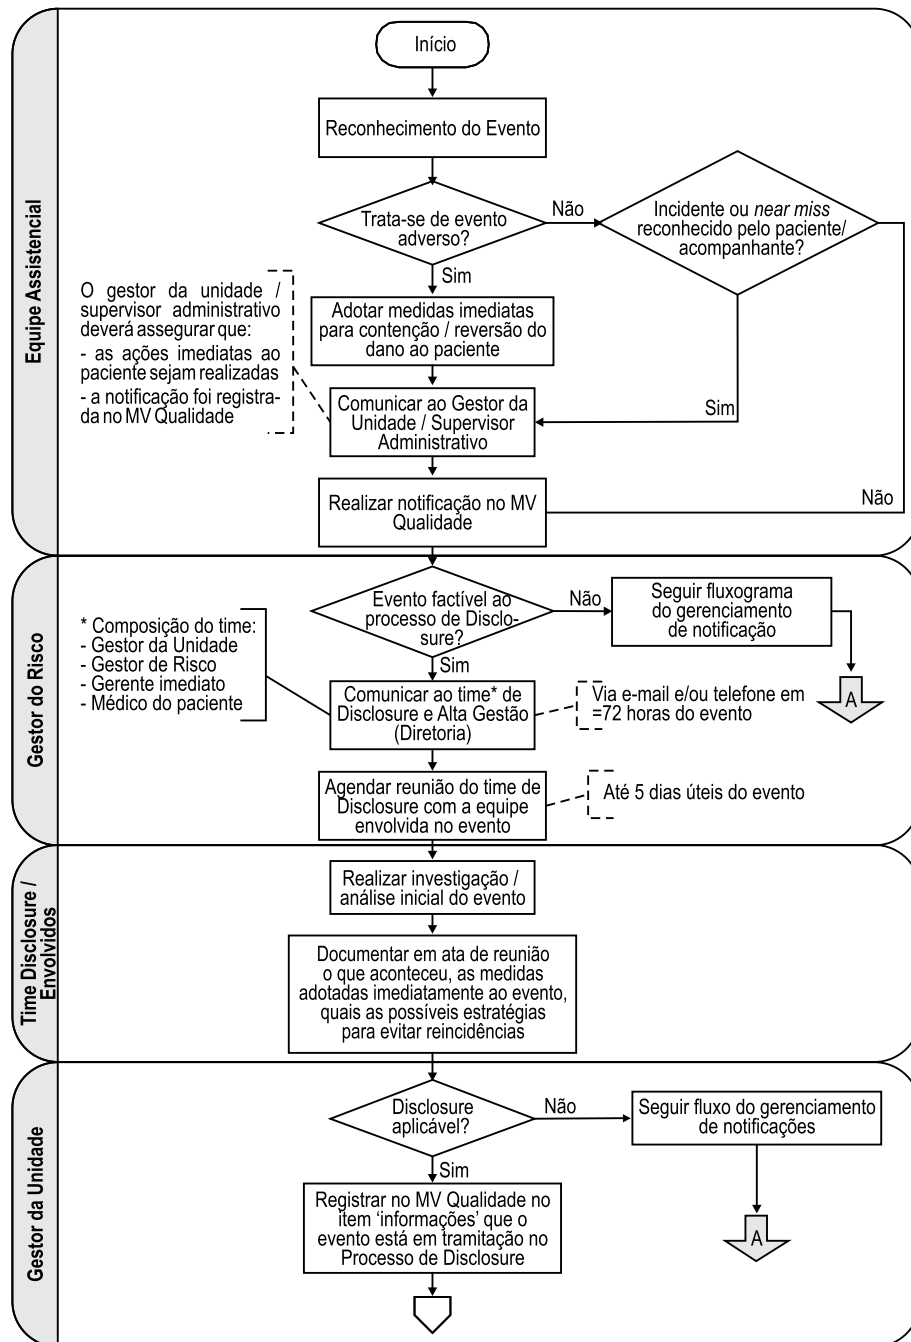 Equipe Assistencial
Início
Reconhecimento do Evento
Trata-se de evento
adverso?
Não
Incidente ou near miss
reconhecido pelo paciente/
acompanhante?
Sim
O gestor da unidade /
supervisor administrativo
deverá assegurar que:
- as ações imediatas ao
paciente sejam realizadas
- a notificação foi registra-
da no MV Qualidade
Adotar medidas imediatas
para contenção / reversão do
dano ao paciente
Comunicar ao Gestor da
Unidade / Supervisor
Administrativo
Sim
Realizar notificação no MV
Qualidade
Não
Gestor do Risco
Evento factível ao
processo de Disclo-
sure?
Não
Seguir fluxograma
do gerenciamento
de notificação
A
Sim
* Composição do time:
- Gestor da Unidade
- Gestor de Risco
- Gerente imediato
- Médico do paciente
Comunicar ao time* de
Disclosure e Alta Gestão
(Diretoria)
Via e-mail e/ou telefone em
=72 horas do evento
Agendar reunião do time de
Disclosure com a equipe
envolvida no evento
Até 5 dias úteis do evento
Time Disclosure /
Envolvidos
Realizar investigação /
análise inicial do evento
Documentar em ata de reunião
o que aconteceu, as medidas
adotadas imediatamente ao evento,
quais as possíveis estratégias
para evitar reincidências
Gestor da Unidade
Disclosure
aplicável?
Não
Seguir fluxo do gerenciamento
de notificações
A
Sim
Registrar no MV Qualidade no
item ‘informações’ que o
evento está em tramitação no
Processo de Disclosure